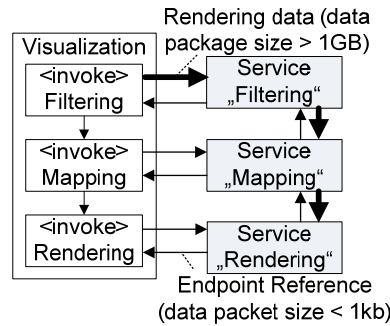 Rendering data (data
package size > 1GB)
Visualization
<invoke>
Filtering
Service
„Filtering“
<invoke>
Mapping
Service
„Mapping“
<invoke>
Rendering
Service
„Rendering“
Endpoint Reference
(data packet size < 1kb)